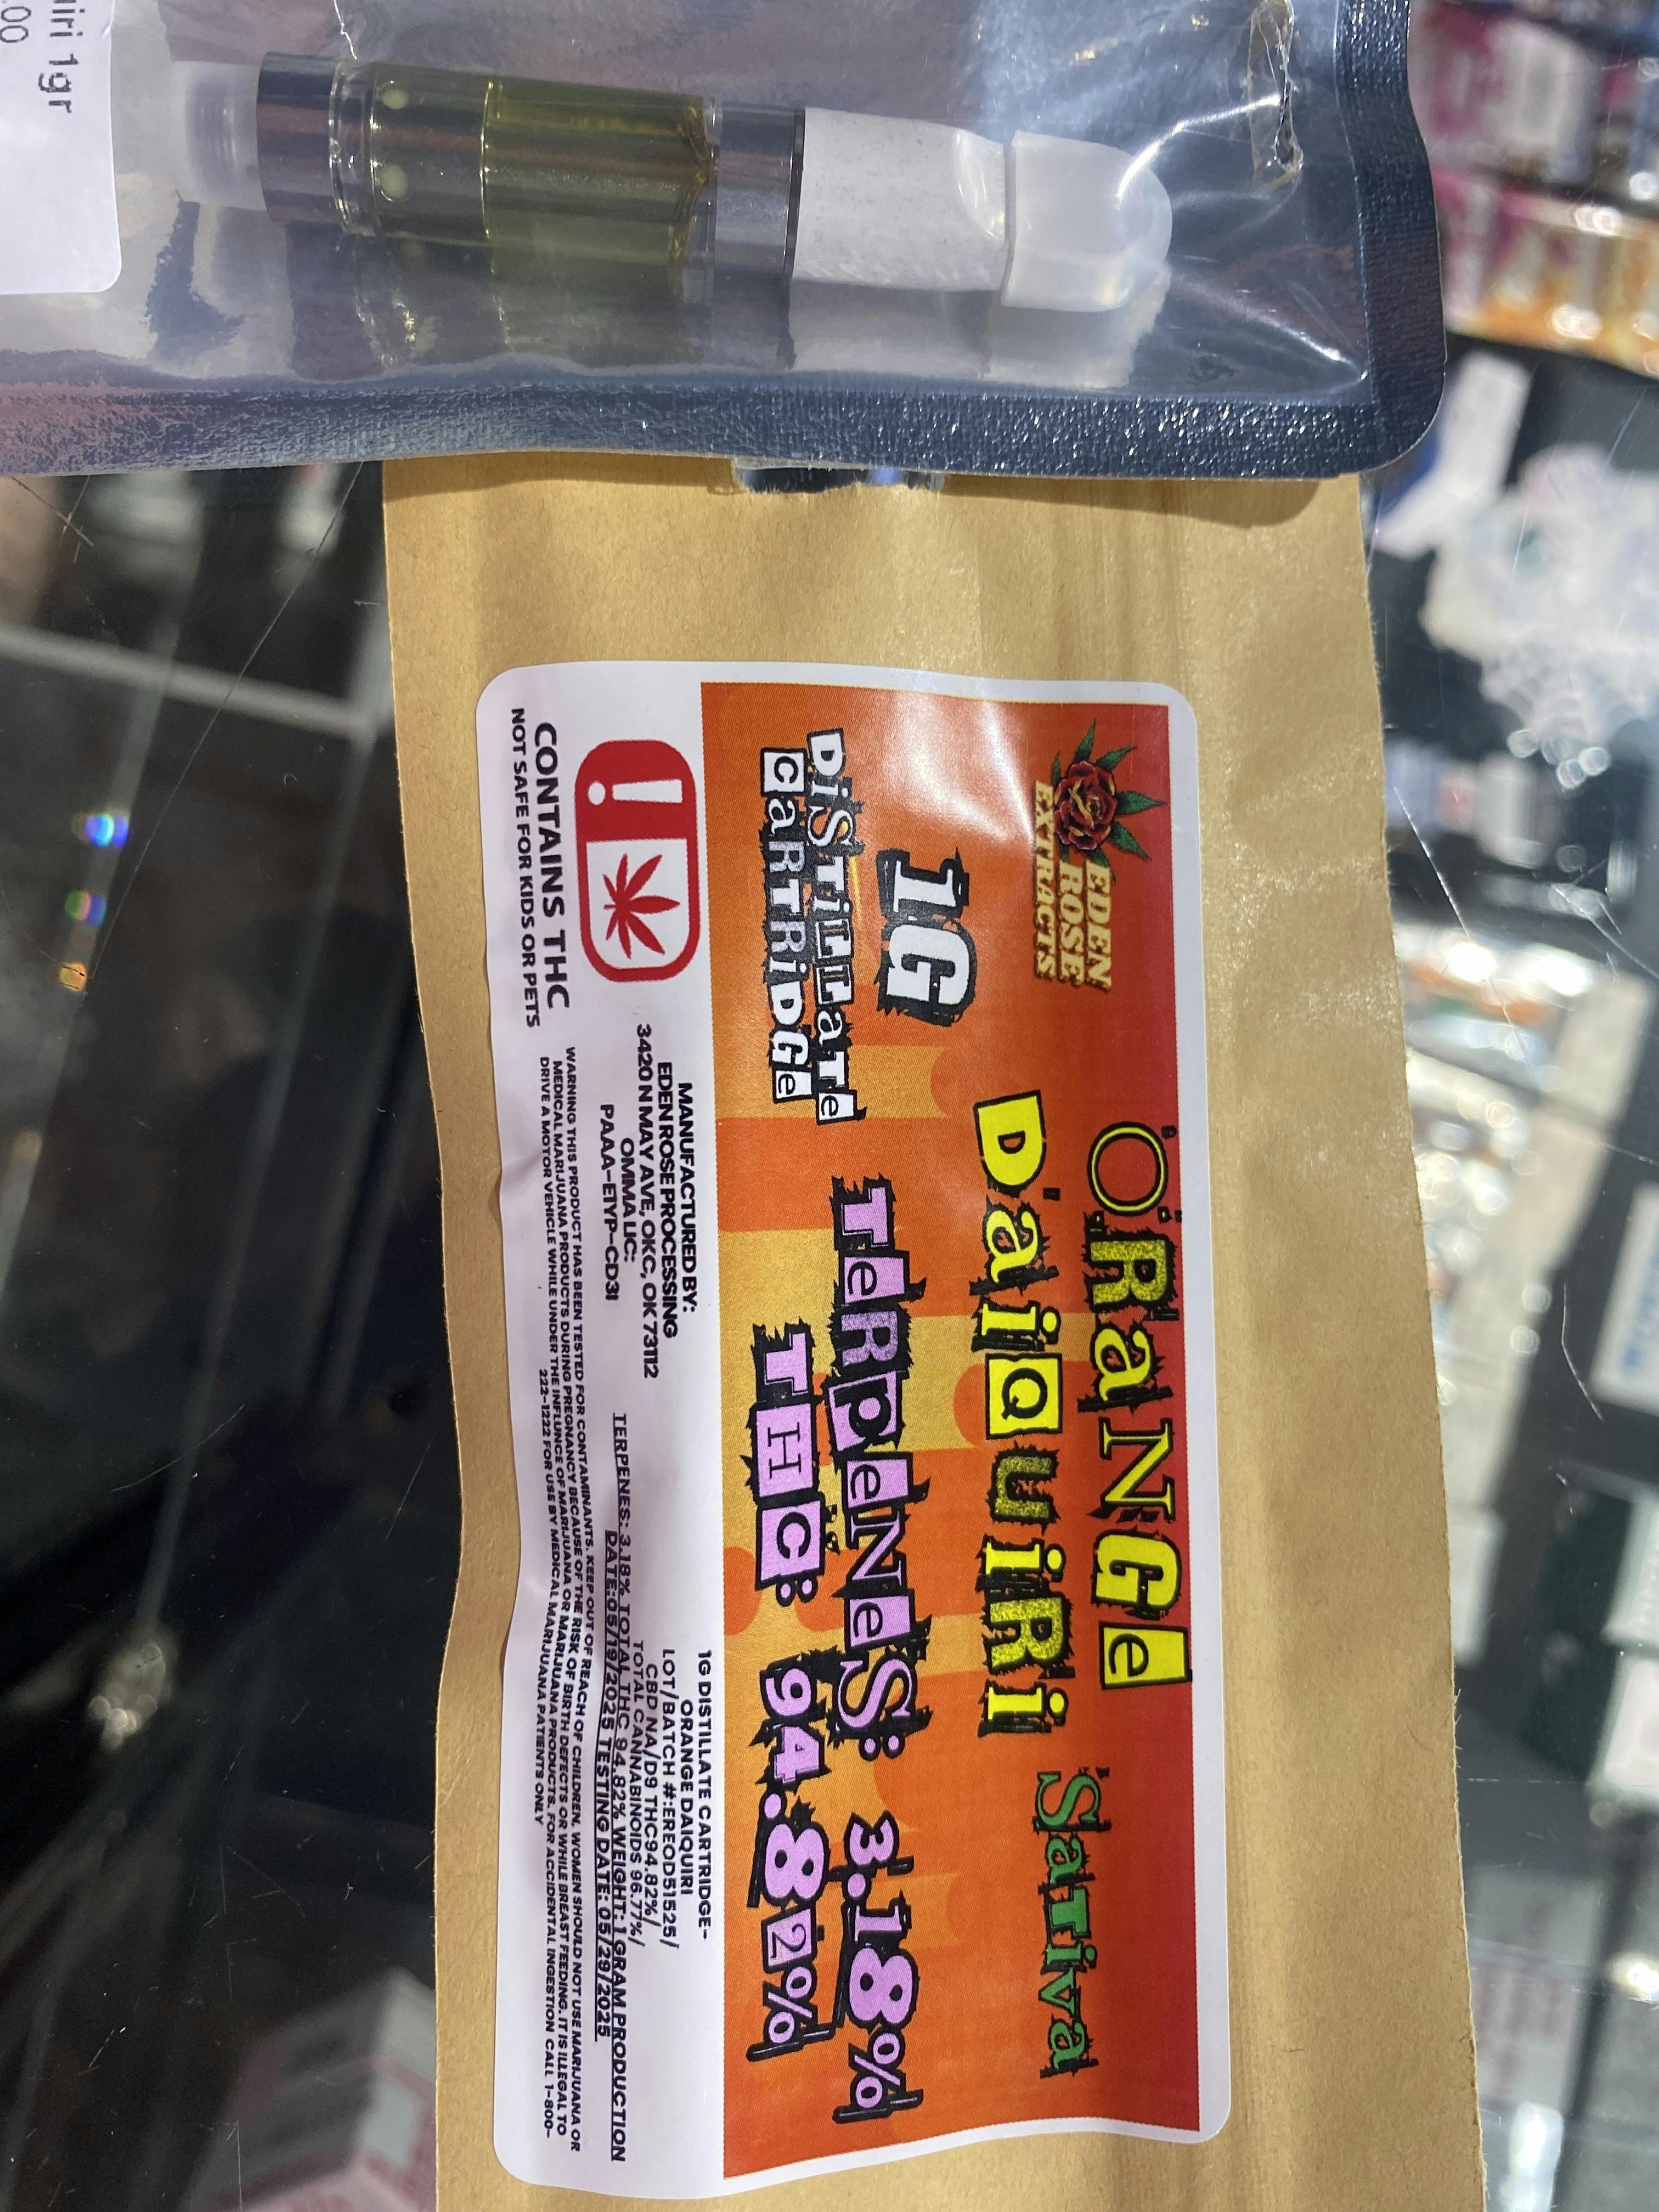 iri 1gr
00
EDEN
ROSE
EXTRACTS
ORaNGe
DaiQuiRi
SaTiva
1G
DiSTiLLaTe
CaRTRiDGe
TeRpeNeS: 3.18%
THC: 94.82%
CONTAINS THC
NOT SAFE FOR KIDS OR PETS
MANUFACTURED BY:
EDEN ROSE PROCESSING
3420 N MAY AVE, OKC, OK 73112
OMMA LIC:
PAAA-E1YP-CD3I
1G DISTILLATE CARTRIDGE-
ORANGE DAIQUIRI
LOT/BATCH #:EREOD51525/
CBD NA/D9 THC94.82%/
TOTAL CANNABINOIDS 96.77%/
TERPENES: 3.18% TOTAL THC 94.82% WEIGHT: 1 GRAM PRODUCTION
DATE:05/19/2025 TESTING DATE: 05/29/2025
WARNING THIS PRODUCT HAS BEEN TESTED FOR CONTAMINANTS. KEEP OUT OF REACH OF CHILDREN, WOMEN SHOULD NOT USE MARIJUANA OR
MEDICAL MARIJUANA PRODUCTS DURING PREGNANCY BECAUSE OF THE RISK OF BIRTH DEFECTS OR WHILE BREAST FEEDING. IT IS ILLEGAL TO
DRIVE A MOTOR VEHICLE WHILE UNDER THE INFLUNCE OF MARIJUANA OR MARIJUANA PRODUCTS. FOR ACCIDENTAL INGESTION CALL 1-800-
222-1222 FOR USE BY MEDICAL MARIJUANA PATIENTS ONLY